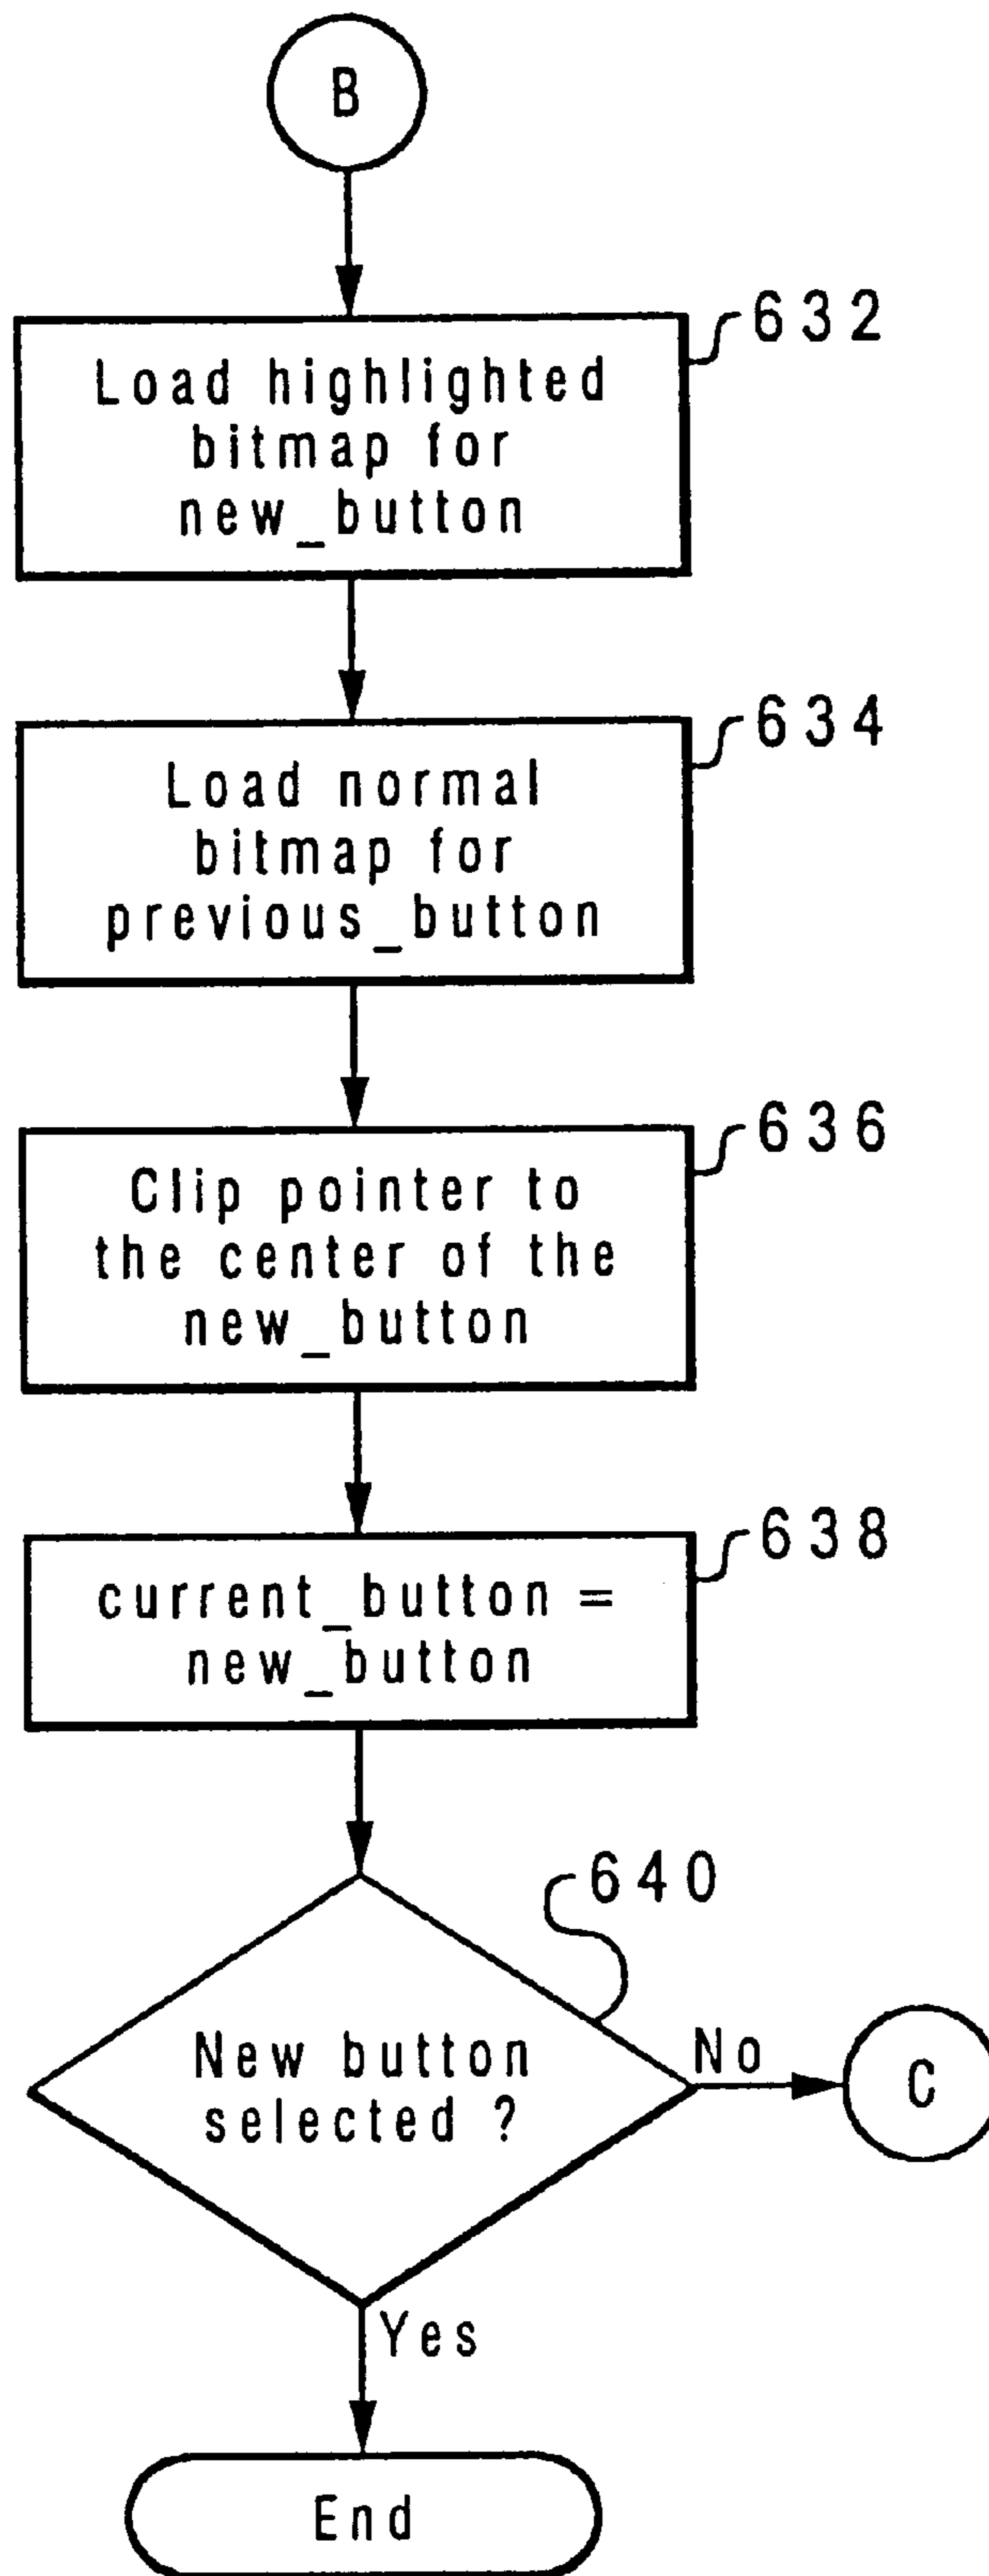 B
632
Load highlighted
bitmap for
new_button
634
Load normal
bitmap for
previous_button
636
Clip pointer to
the center of the
new_button
638
current_button =
new_button
640
New button
selected ?
No
C
Yes
End